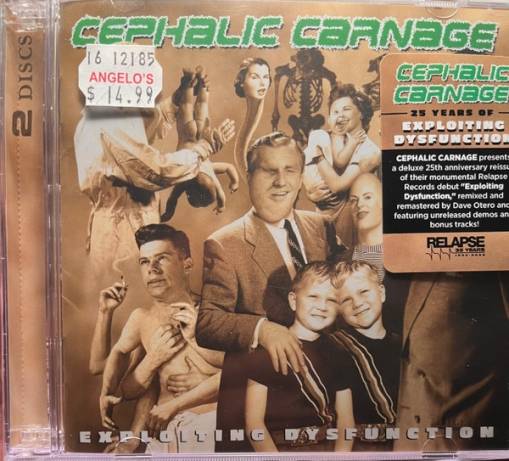 CEPHALIC CARNAGE
2 DISCS
16 12185
ANGELO'S
$ 14.99
CEPHALIC
CARNAGE
25 YEARS OF
EXPLOITING
DYSFUNCTION
CEPHALIC CARNAGE presents
a deluxe 25th anniversary reissu
of their monumental Relapse
Records debut "Exploiting
Dysfunction," remixed and
remastered by Dave Otero and
featuring unreleased demos an
bonus tracks!
RELAPSE
EXPLOITING DYSFUNCTION